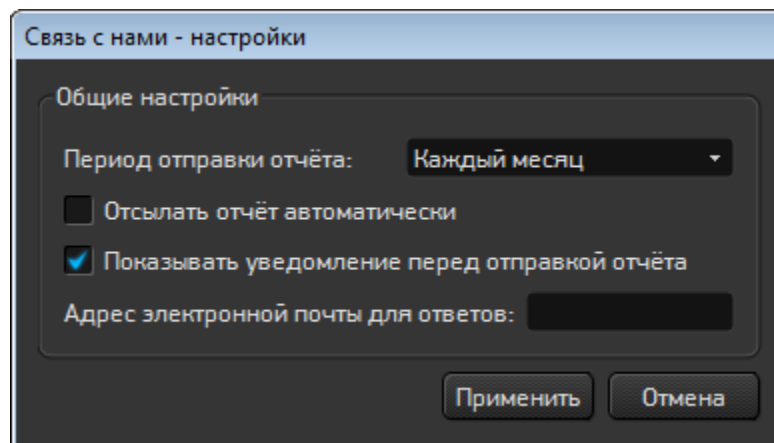 Связь с нами - настройки
Общие настройки
Период отправки отчёта: Каждый месяц
Отсылать отчёт автоматически
Показывать уведомление перед отправкой отчёта
Адрес электронной почты для ответов:
Применить Отмена